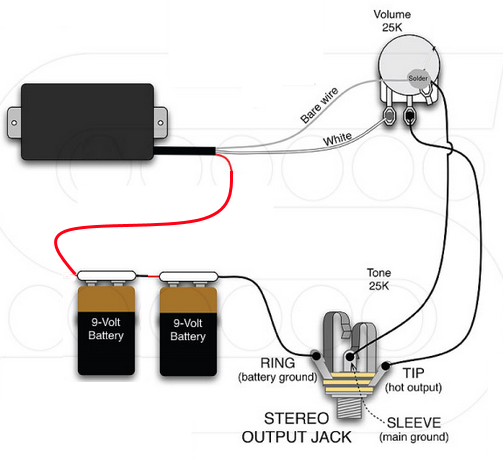 Volume
25K
Solder
Bare wire
White
Tone
25K
9-Volt
Battery
9-Volt
Battery
RING
(battery ground)
TIP
(hot output)
STEREO
OUTPUT JACK
SLEEVE
(main ground)